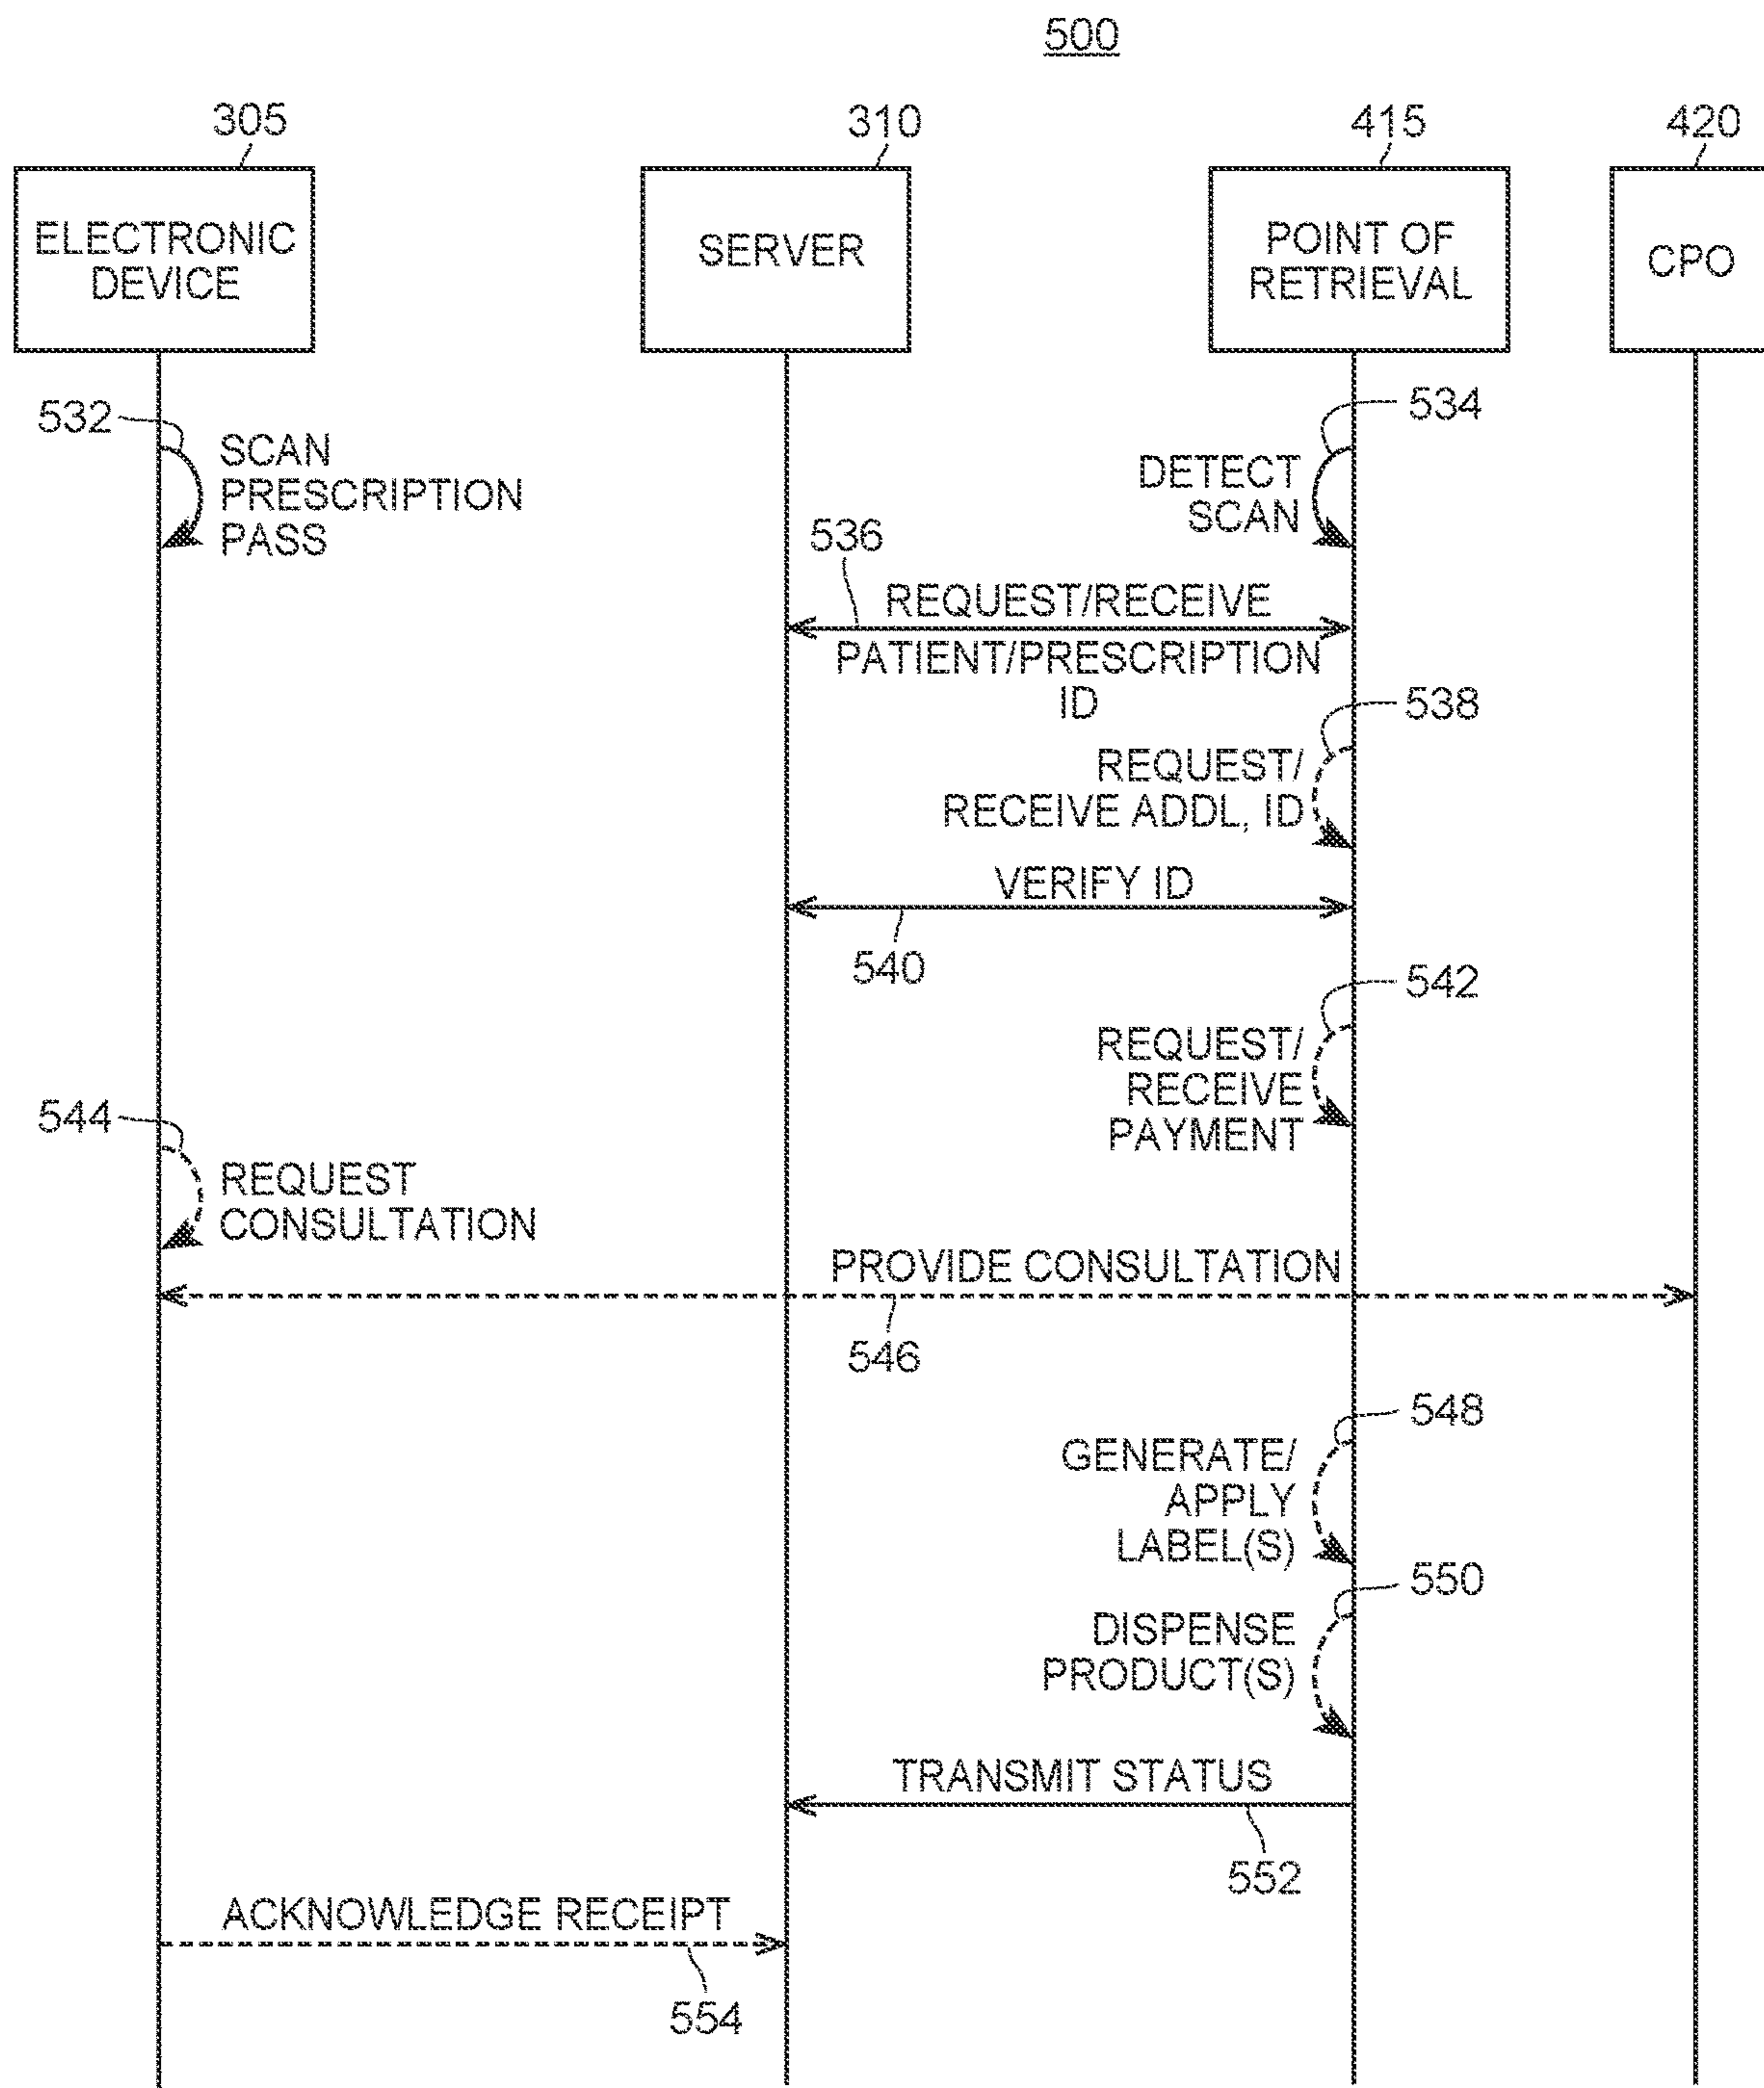 500
305
310
415
420
ELECTRONIC
DEVICE
SERVER
POINT OF
RETRIEVAL
CPO
532
SCAN
PRESCRIPTION
PASS
534
DETECT
SCAN
536
REQUEST/RECEIVE
PATIENT/PRESCRIPTION
ID
538
REQUEST/
RECEIVE ADDL, ID
VERIFY ID
540
542
REQUEST/
RECEIVE
PAYMENT
544
REQUEST
CONSULTATION
PROVIDE CONSULTATION
546
548
GENERATE/
APPLY
LABEL(S)
550
DISPENSE
PRODUCT(S)
TRANSMIT STATUS
552
ACKNOWLEDGE RECEIPT
554